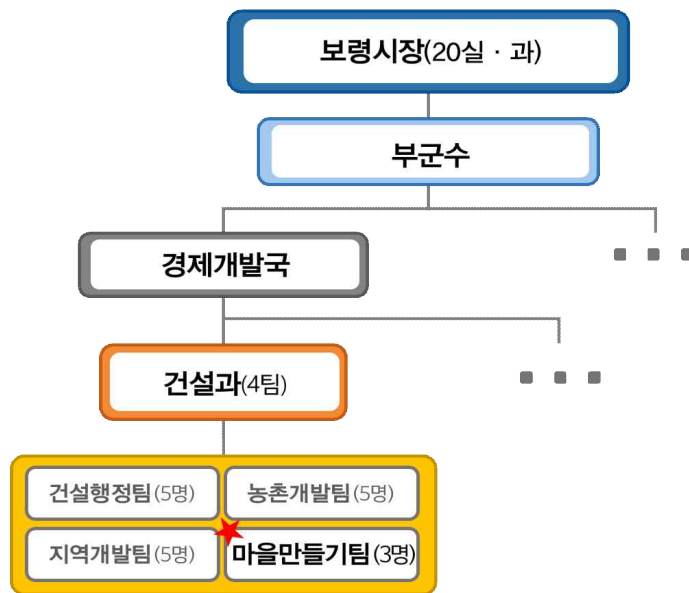 보령시장(20실 · 과)
부군수
경제개발국
건설과(4팀)
건설행정팀(5명)
농촌개발팀(5명)
지역개발팀(5명)
마을만들기팀(3명)